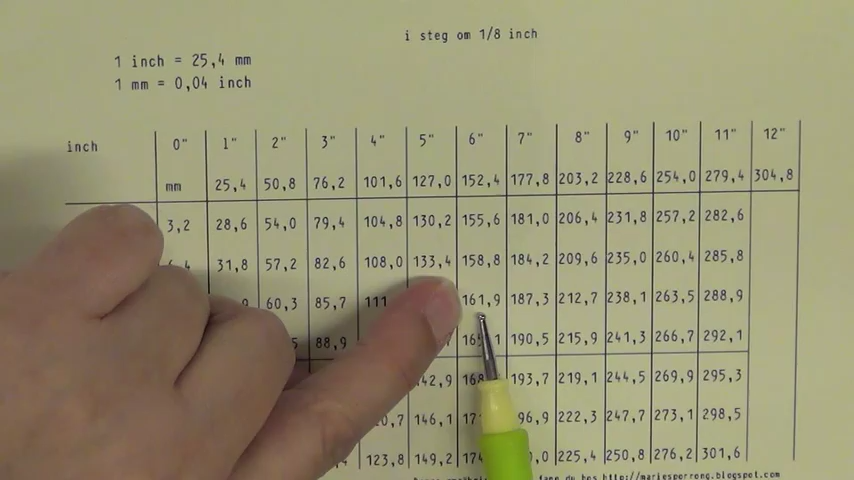 i steg om 1/8 inch
1 inch = 25,4 mm
1 mm = 0,04 inch
inch 0" 1" 2" 3" 4" 5" 6" 7" 8" 9" 10" 11" 12"
mm 25,4 50,8 76,2 101,6 127,0 152,4 177,8 203,2 228,6 254,0 279,4 304,8
3,2 28,6 54,0 79,4 104,8 130,2 155,6 181,0 206,4 231,8 257,2 282,6
31,8 57,2 82,6 108,0 133,4 158,8 184,2 209,6 235,0 260,4 285,8
60,3 85,7 161,9 187,3 212,7 238,1 263,5 288,9
88,9 190,5 215,9 241,3 266,7 292,1
193,7 219,1 244,5 269,9 295,3
146,1 222,3 247,7 273,1 298,5
123,8 149,2 225,4 250,8 276,2 301,6
http://mariesporrong.blogspot.com